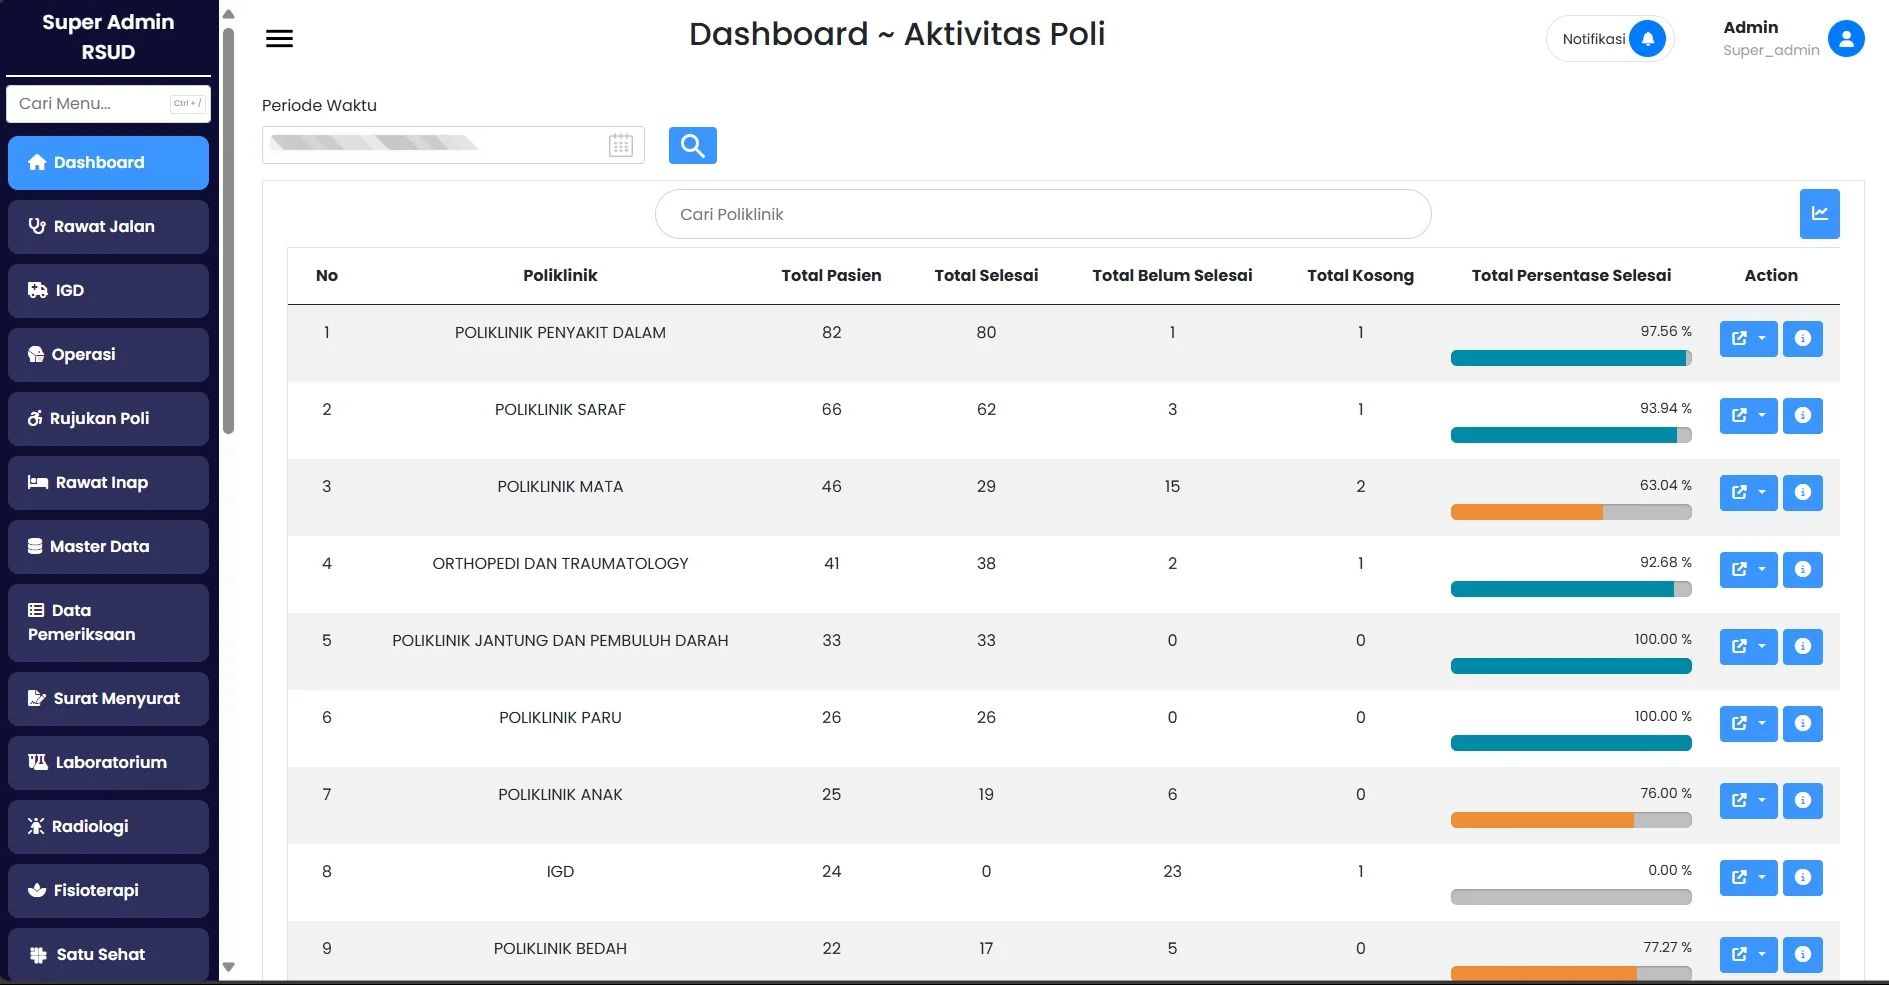 Super Admin
RSUD
Cari Menu...
Ctrl + /
Dashboard
Rawat Jalan
IGD
Operasi
Rujukan Poli
Rawat Inap
Master Data
Data
Pemeriksaan
Surat Menyurat
Laboratorium
Radiologi
Fisioterapi
Satu Sehat
Dashboard ~ Aktivitas Poli
Notifikasi
Admin
Super_admin
Periode Waktu
Cari Poliklinik
No Poliklinik Total Pasien Total Selesai Total Belum Selesai Total Kosong Total Persentase Selesai Action
1 POLIKLINIK PENYAKIT DALAM 82 80 1 1 97.56 %
2 POLIKLINIK SARAF 66 62 3 1 93.94 %
3 POLIKLINIK MATA 46 29 15 2 63.04 %
4 ORTHOPEDI DAN TRAUMATOLOGY 41 38 2 1 92.68 %
5 POLIKLINIK JANTUNG DAN PEMBULUH DARAH 33 33 0 0 100.00 %
6 POLIKLINIK PARU 26 26 0 0 100.00 %
7 POLIKLINIK ANAK 25 19 6 0 76.00 %
8 IGD 24 0 23 1 0.00 %
9 POLIKLINIK BEDAH 22 17 5 0 77.27 %